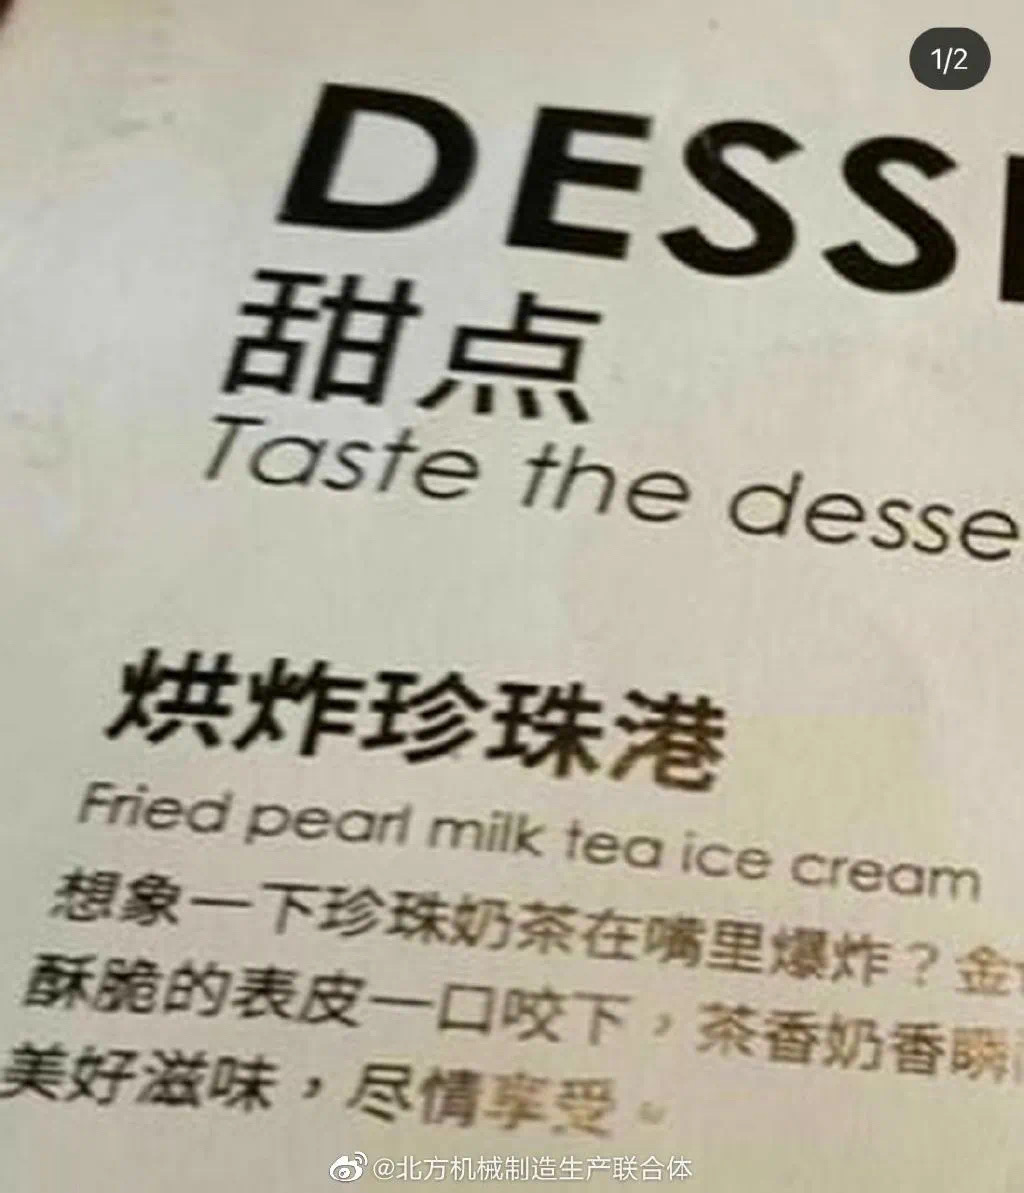 1/2
DESS
甜点
Taste the desse
烘炸珍珠港
Fried pearl milk tea ice cream
想象一下珍珠奶茶在嘴里爆炸？金
酥脆的表皮一口咬下，茶香奶香瞬
美好滋味，尽情享受。
@北方机械制造生产联合体